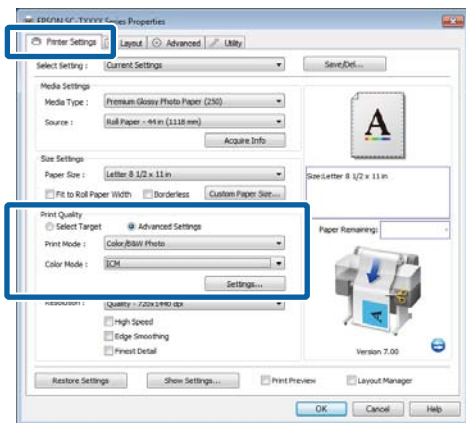 EPSON SC-TXXXX Series Properties
Printer Settings Layout Advanced Utility
Select Setting : Current Settings Save/Del...
Media Settings
Media Type : Premium Glossy Photo Paper (250)
Source : Roll Paper - 44 in (1118 mm)
Acquire Info
A
Size Settings
Paper Size : Letter 8 1/2 x 11 in
Size:Letter 8 1/2 x 11 in
Fit to Roll Paper Width Borderless Custom Paper Size...
Print Quality
Select Target Advanced Settings
Paper Remaining:
Print Mode : Color/B&W Photo
Color Mode : ICM
Settings...
Resolution : Quality - 720x1440 dpi
High Speed
Edge Smoothing
Finest Detail
Version 7.00
Restore Settings Show Settings... Print Preview Layout Manager
OK Cancel Help